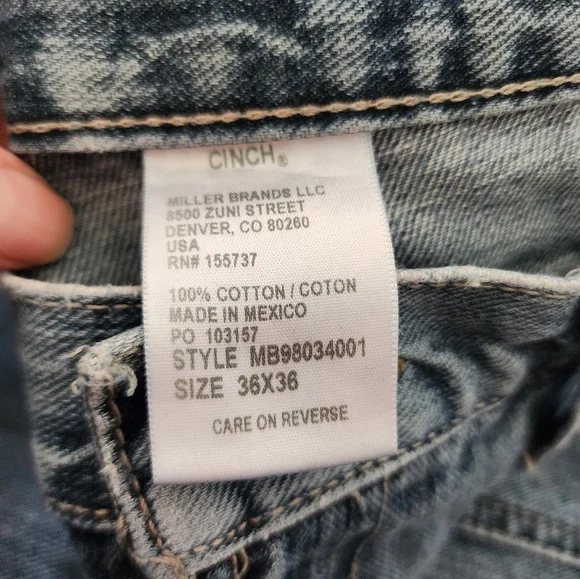 CINCH®
MILLER BRANDS LLC
8500 ZUNI STREET
DENVER, CO 80260
USA
RN# 155737
100% COTTON / COTON
MADE IN MEXICO
PO 103157
STYLE MB98034001
SIZE 36X36
CARE ON REVERSE